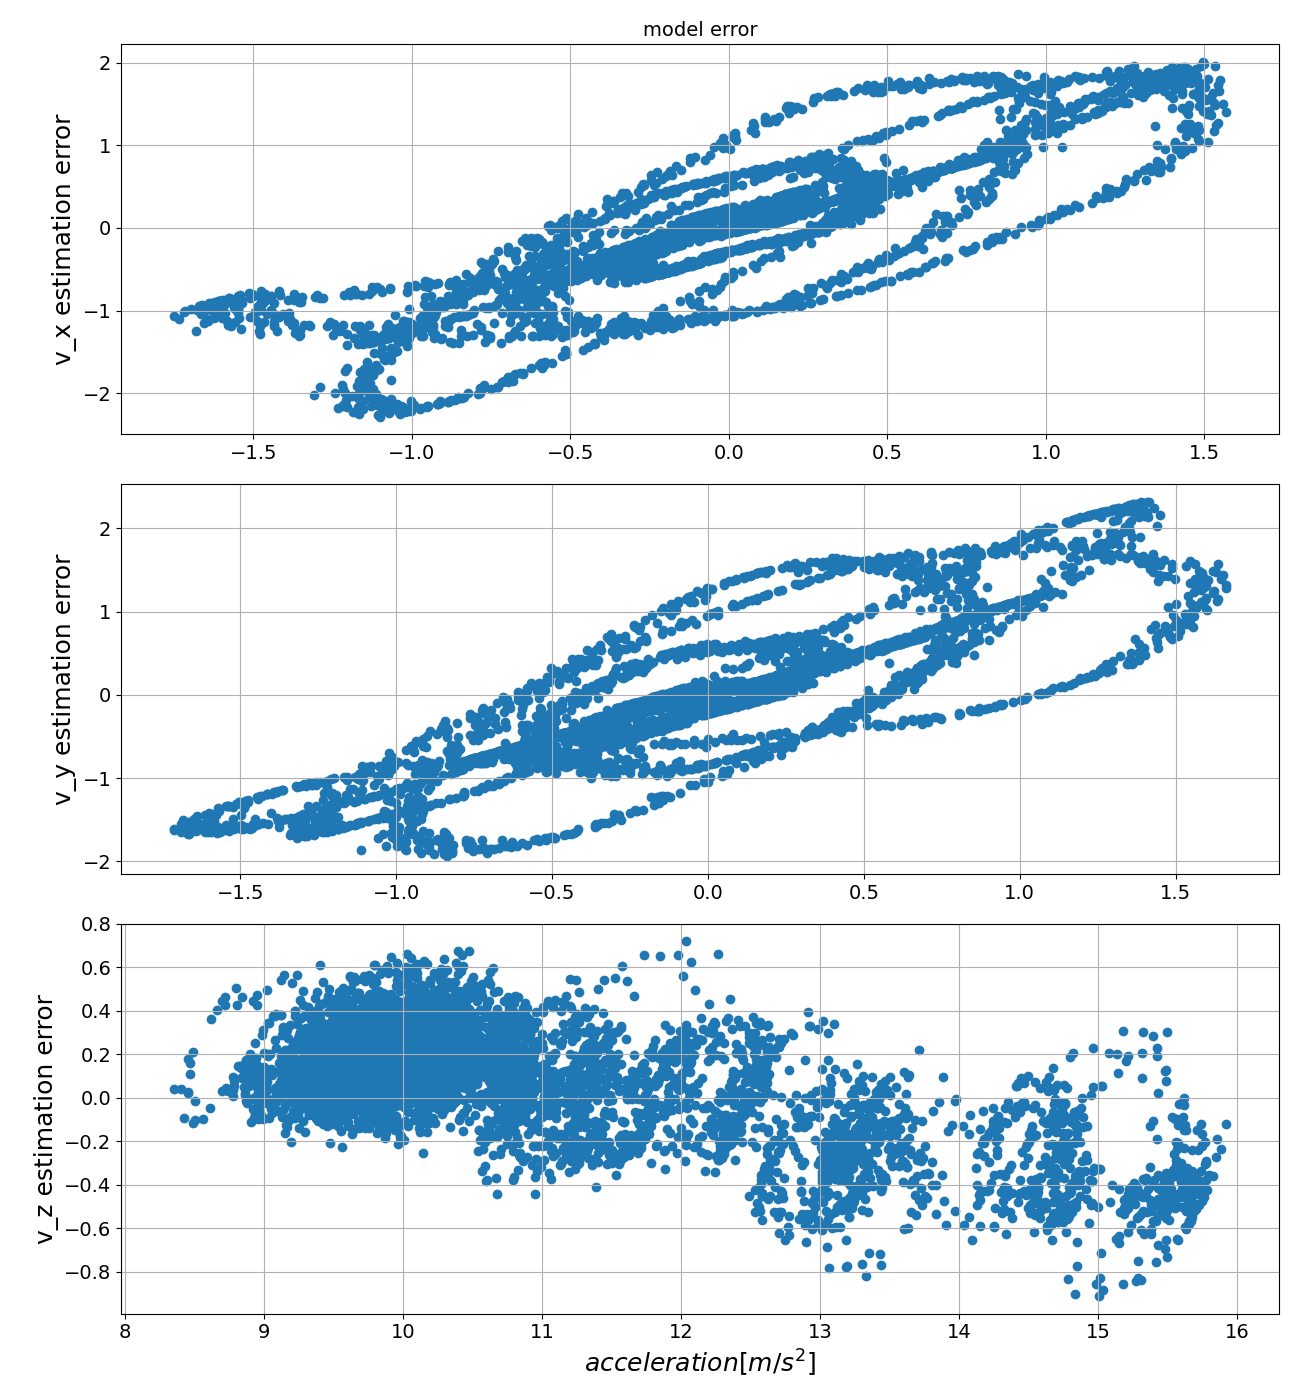 model error
v_x estimation error
2
1
0
−1
−2
−1.5 −1.0 −0.5 0.0 0.5 1.0 1.5
v_y estimation error
2
1
0
−1
−2
−1.5 −1.0 −0.5 0.0 0.5 1.0 1.5
v_z estimation error
0.8
0.6
0.4
0.2
0.0
−0.2
−0.4
−0.6
−0.8
8 9 10 11 12 13 14 15 16
acceleration[m/s²]